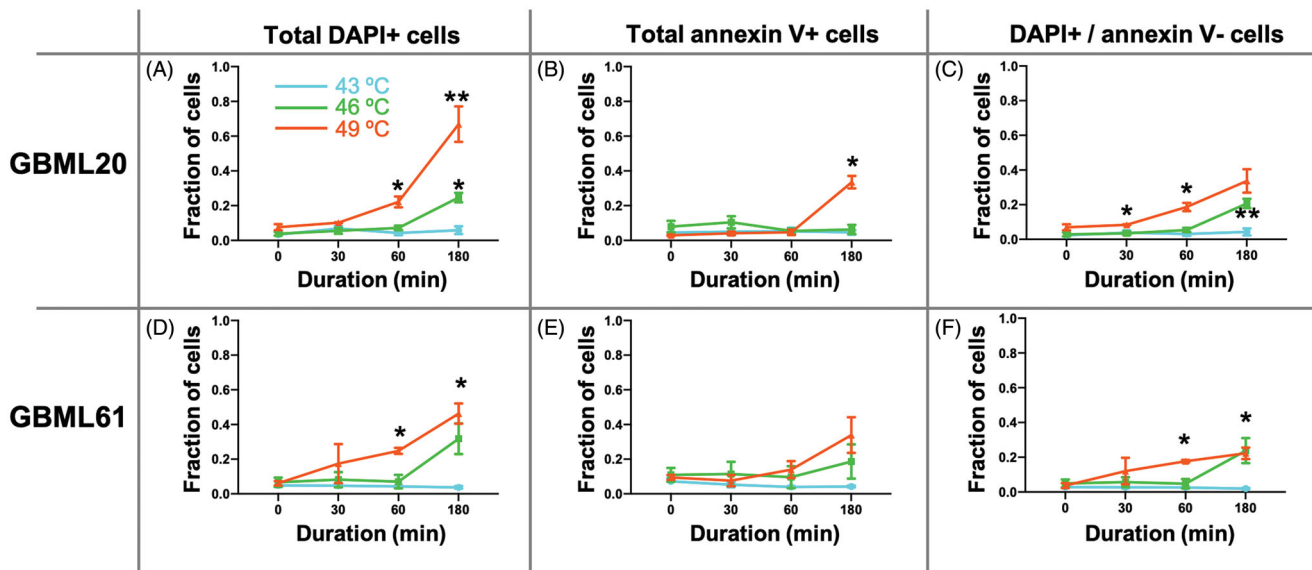 Total DAPI+ cells
Total annexin V+ cells
DAPI+ / annexin V- cells
GBML20
(A)
Fraction of cells
1.0
0.8
0.6
0.4
0.2
0.0
43 ºC
46 ºC
49 ºC
**
*
*
0 30 60 180
Duration (min)
(B)
Fraction of cells
1.0
0.8
0.6
0.4
0.2
0.0
*
0 30 60 180
Duration (min)
(C)
Fraction of cells
1.0
0.8
0.6
0.4
0.2
0.0
*
*
**
0 30 60 180
Duration (min)
GBML61
(D)
Fraction of cells
1.0
0.8
0.6
0.4
0.2
0.0
*
*
0 30 60 180
Duration (min)
(E)
Fraction of cells
1.0
0.8
0.6
0.4
0.2
0.0
0 30 60 180
Duration (min)
(F)
Fraction of cells
1.0
0.8
0.6
0.4
0.2
0.0
*
*
0 30 60 180
Duration (min)